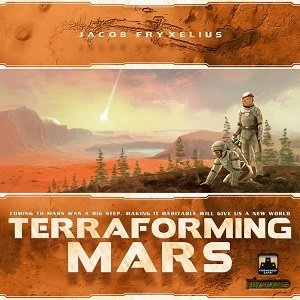 JACOB FRYXELIUS
COMING TO MARS WAS A BIG STEP. MAKING IT HABITABLE WILL GIVE US A NEW WORLD
TERRAFORMING
MARS